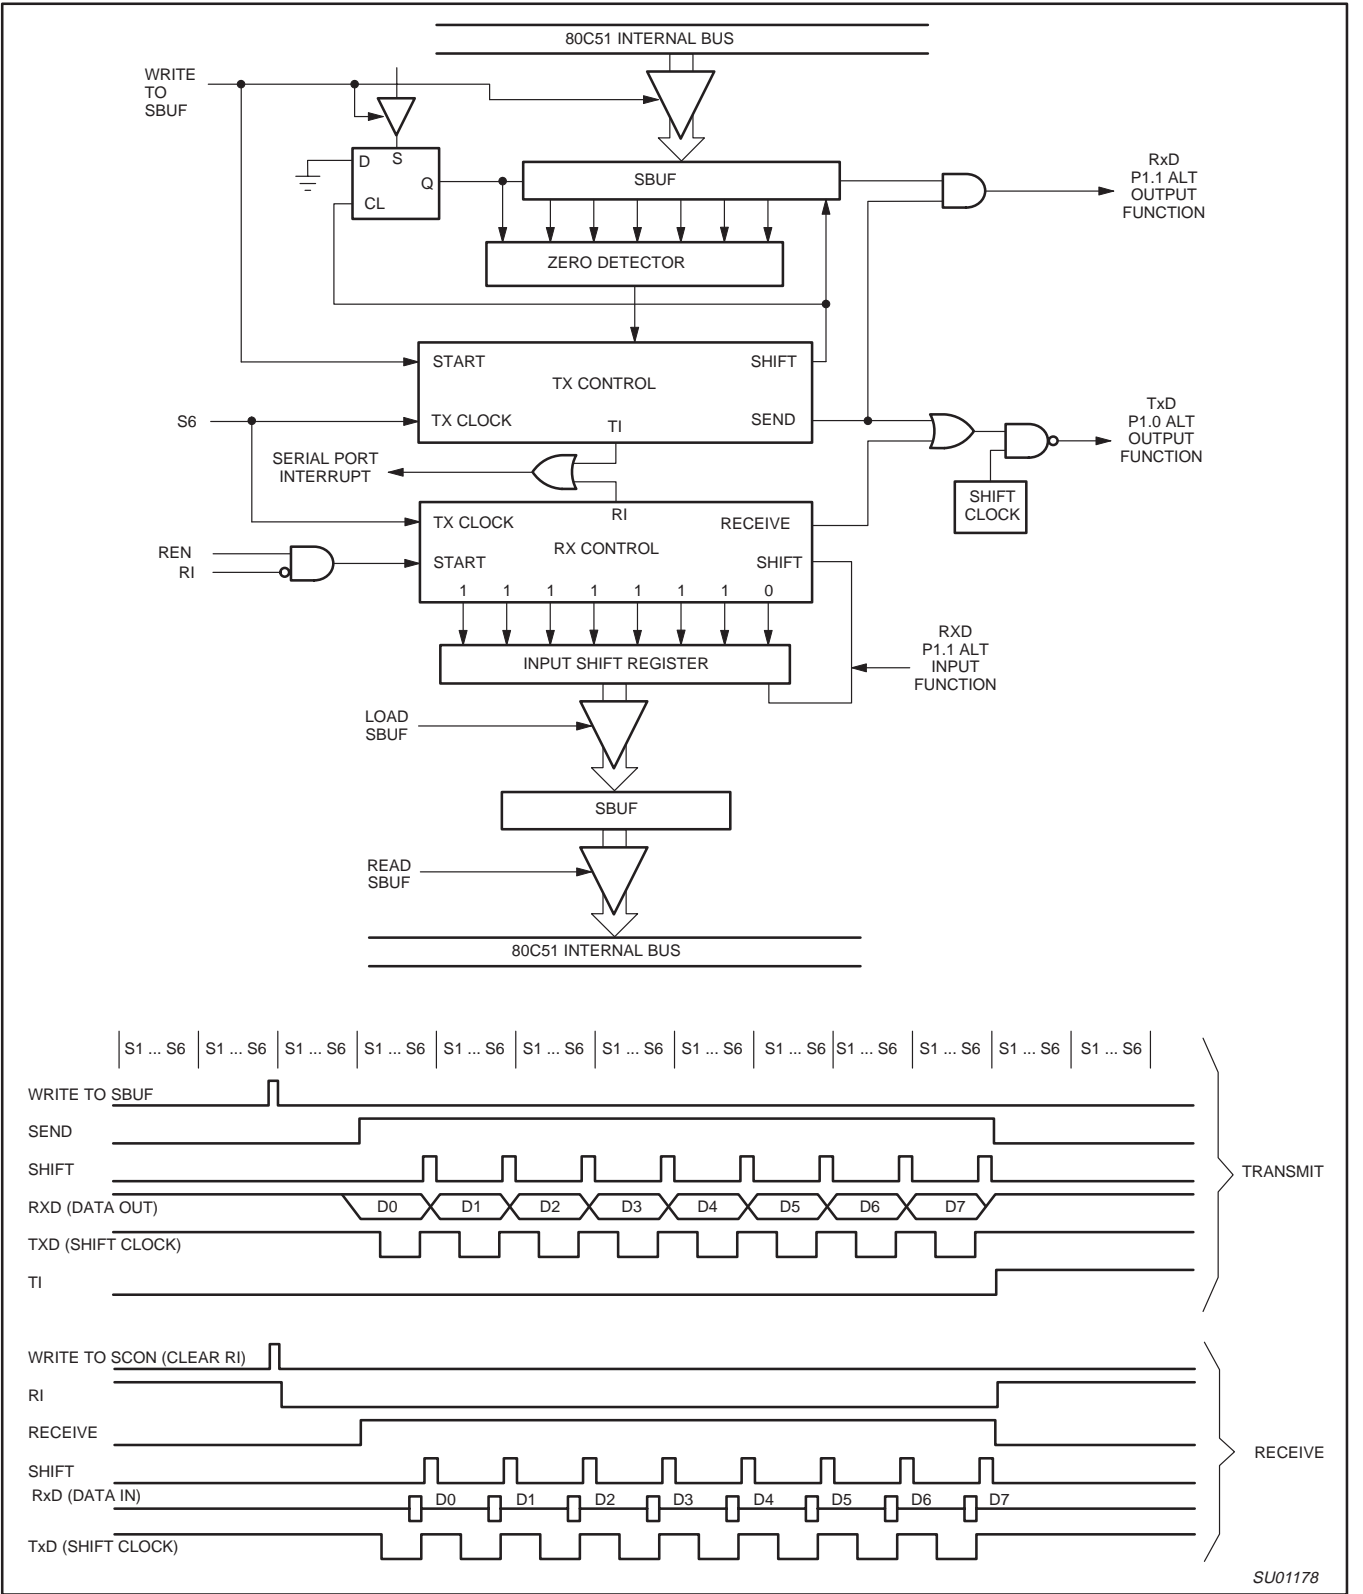 80C51 INTERNAL BUS
WRITE
TO
SBUF
D
S
Q
CL
SBUF
RxD
P1.1 ALT
OUTPUT
FUNCTION
ZERO DETECTOR
START
SHIFT
TX CONTROL
S6
TX CLOCK
TI
SEND
TxD
P1.0 ALT
OUTPUT
FUNCTION
SERIAL PORT
INTERRUPT
SHIFT
CLOCK
TX CLOCK
RI
RECEIVE
RX CONTROL
REN
RI
START
SHIFT
1 1 1 1 1 1 1 0
RXD
P1.1 ALT
INPUT
FUNCTION
INPUT SHIFT REGISTER
LOAD
SBUF
SBUF
READ
SBUF
80C51 INTERNAL BUS
S1 ... S6 S1 ... S6 S1 ... S6 S1 ... S6 S1 ... S6 S1 ... S6 S1 ... S6 S1 ... S6 S1 ... S6 S1 ... S6 S1 ... S6 S1 ... S6 S1 ... S6
WRITE TO SBUF
SEND
SHIFT
TRANSMIT
RXD (DATA OUT) D0 D1 D2 D3 D4 D5 D6 D7
TXD (SHIFT CLOCK)
TI
WRITE TO SCON (CLEAR RI)
RI
RECEIVE
RECEIVE
SHIFT
RxD (DATA IN) D0 D1 D2 D3 D4 D5 D6 D7
TxD (SHIFT CLOCK)
SU01178